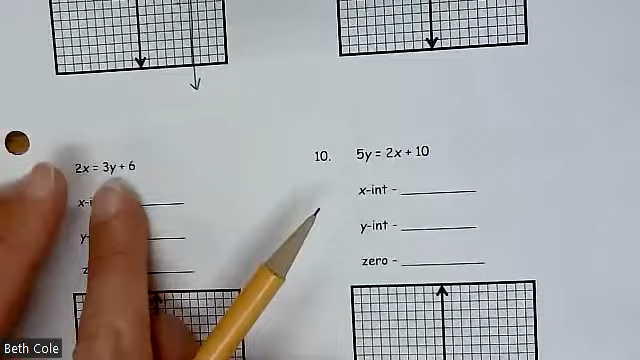 2x = 3y + 6
10.
5y = 2x + 10
x-int -
y-int -
zero -
Beth Cole